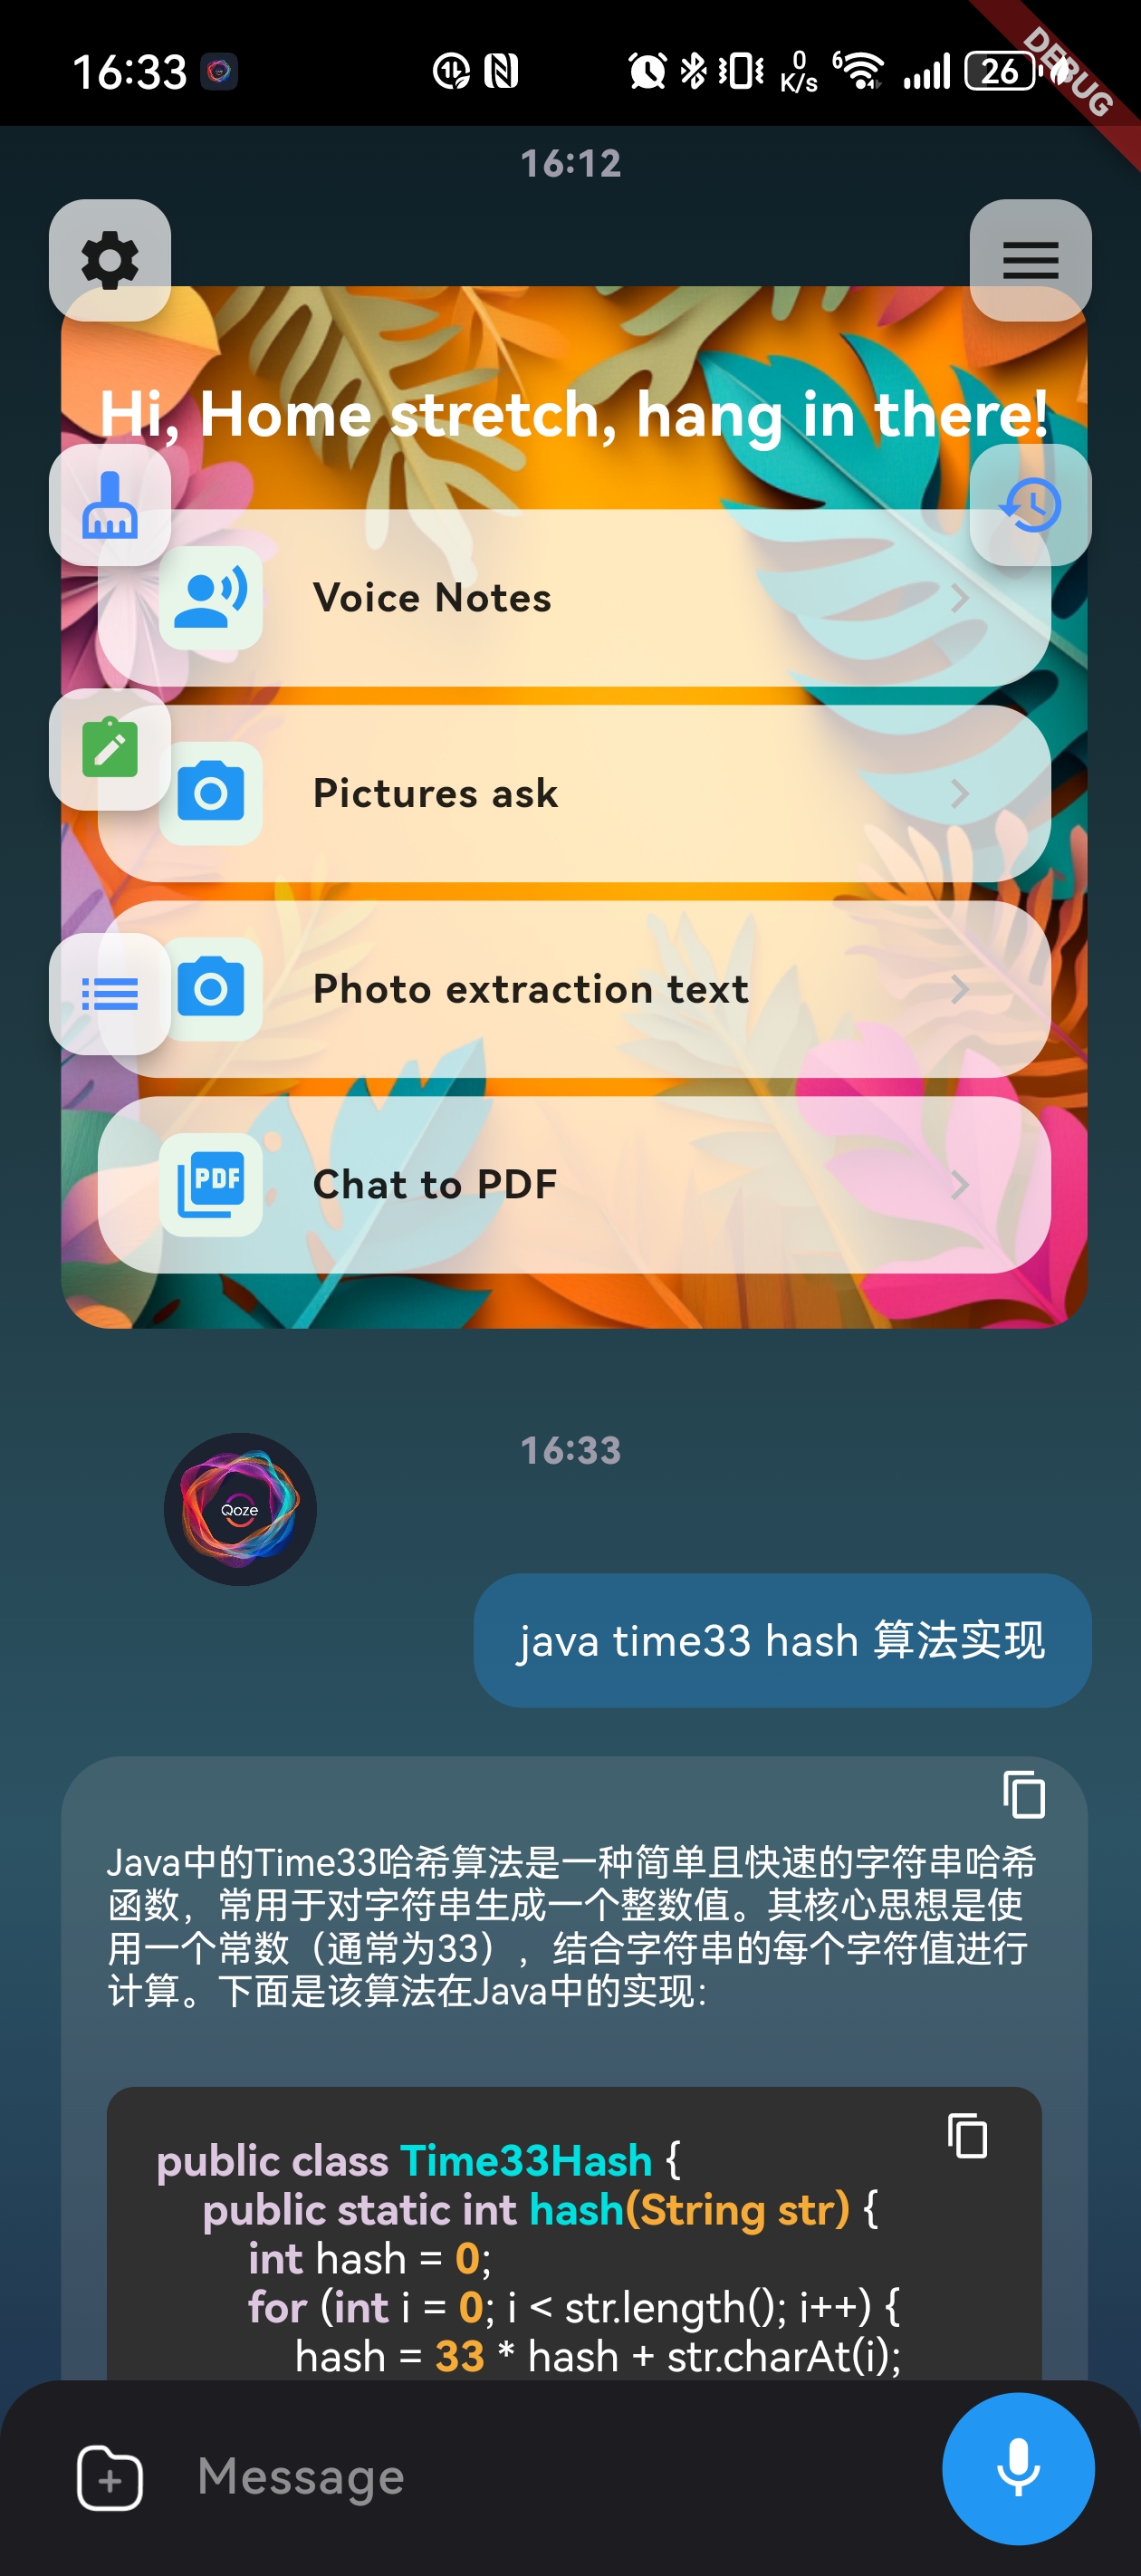 16:33
0
K/s
6
26
DEBUG
16:12
Hi, Home stretch, hang in there!
Voice Notes
Pictures ask
Photo extraction text
PDF
Chat to PDF
16:33
Qoze
java time33 hash 算法实现
Java中的Time33哈希算法是一种简单且快速的字符串哈希
函数，常用于对字符串生成一个整数值。其核心思想是使
用一个常数（通常为33），结合字符串的每个字符值进行
计算。下面是该算法在Java中的实现：
public class Time33Hash {
public static int hash(String str) {
int hash = 0;
for (int i = 0; i < str.length(); i++) {
hash = 33 * hash + str.charAt(i);
Message